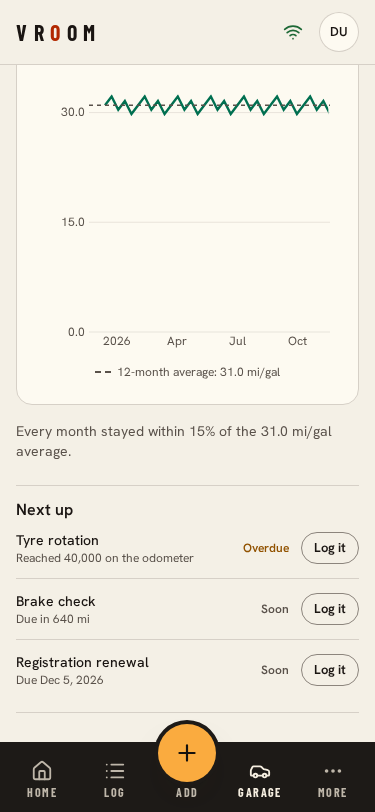 VROOM
DU
30.0
15.0
0.0
2026 Apr Jul Oct
12-month average: 31.0 mi/gal
Every month stayed within 15% of the 31.0 mi/gal
average.
Next up
Tyre rotation
Reached 40,000 on the odometer
Overdue
Log it
Brake check
Due in 640 mi
Soon
Log it
Registration renewal
Due Dec 5, 2026
Soon
Log it
HOME
LOG
ADD
GARAGE
MORE